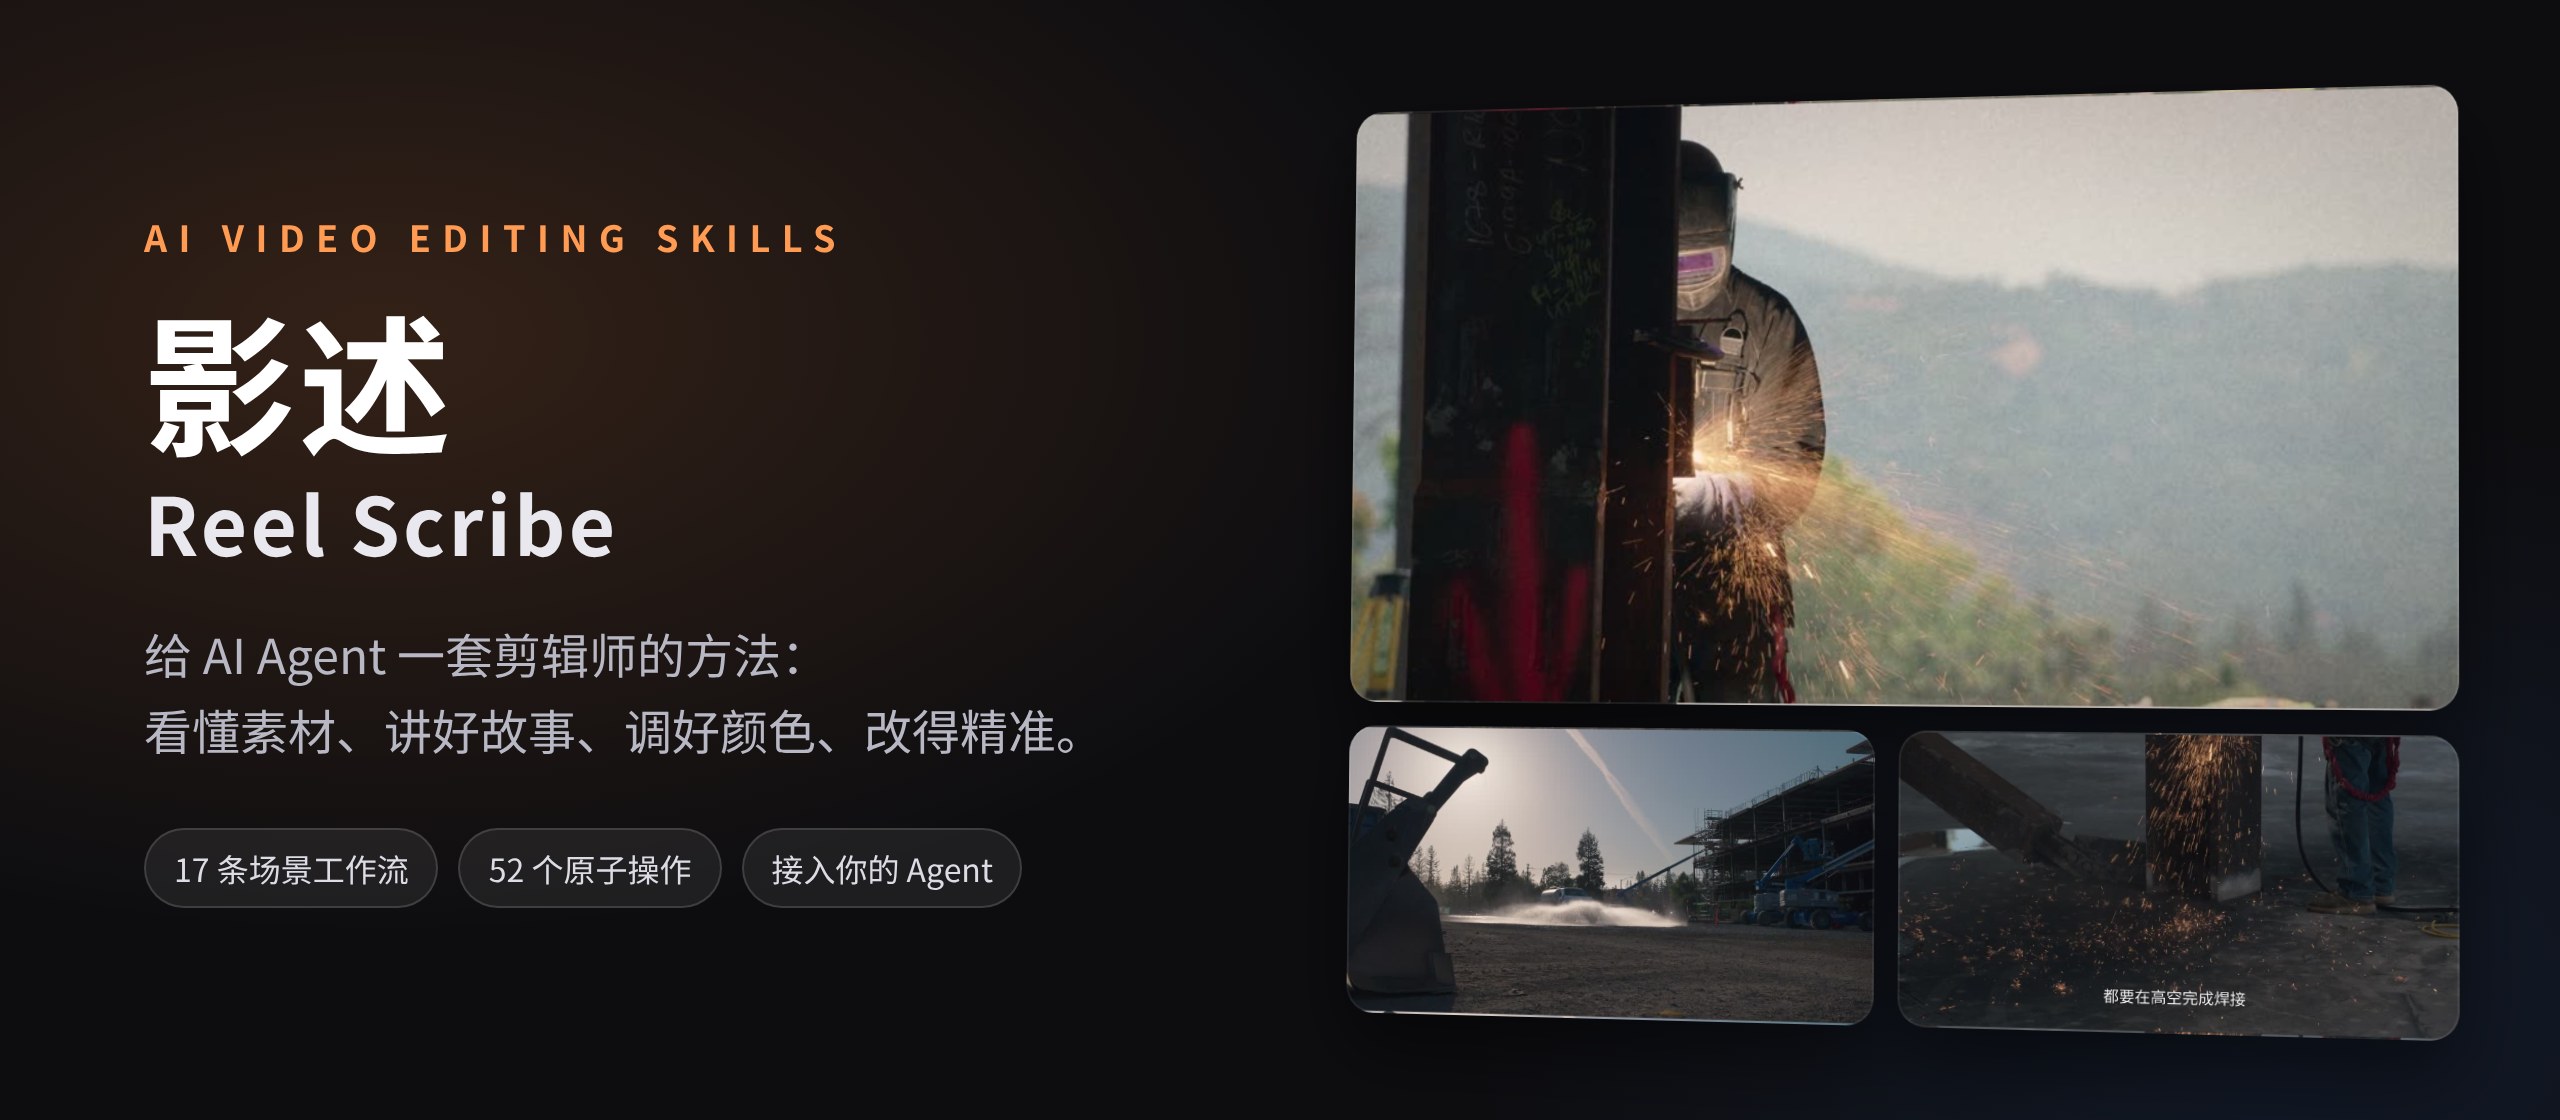 AI VIDEO EDITING SKILLS
影述
Reel Scribe
给 AI Agent 一套剪辑师的方法：
看懂素材、讲好故事、调好颜色、改得精准。
17 条场景工作流
52 个原子操作
接入你的 Agent
都要在高空完成焊接